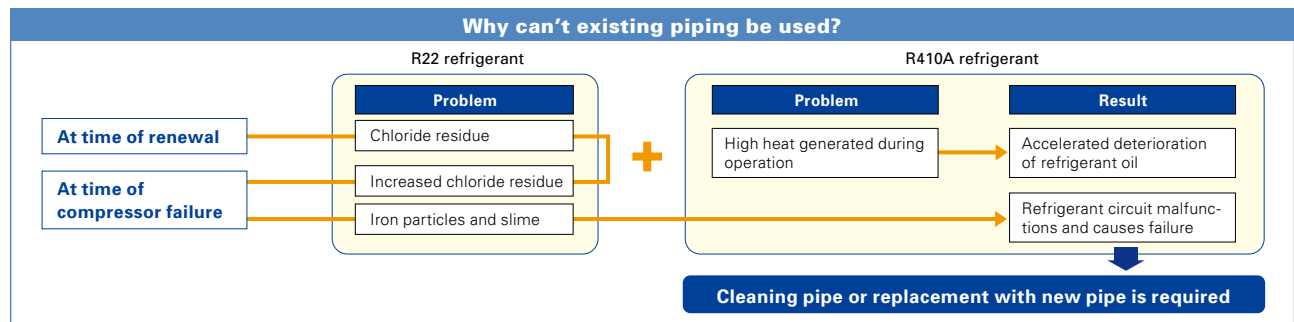 Why can’t existing piping be used?
R22 refrigerant
R410A refrigerant
Problem
Problem
Result
At time of renewal
Chloride residue
High heat generated during
operation
Accelerated deterioration
of refrigerant oil
At time of
compressor failure
Increased chloride residue
Iron particles and slime
Refrigerant circuit malfunc-
tions and causes failure
Cleaning pipe or replacement with new pipe is required